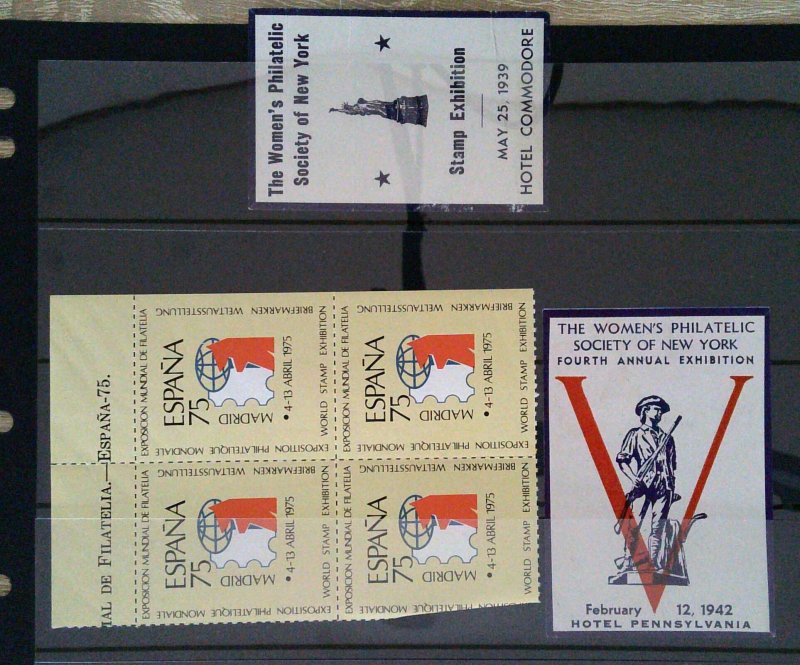 The Women's Philatelic
Society of New York
Stamp Exhibition
MAY 25, 1939
HOTEL COMMODORE
IAL DE FILATELIA.—ESPAÑA-75.
EXPOSICION MUNDIAL DE FILATELIA
BRIEFMARKEN WELTAUSSTELLUNG
WORLD STAMP EXHIBITION
EXPOSITION PHILATELIQUE MONDIALE
ESPAÑA
75
MADRID
• 4-13 ABRIL 1975
EXPOSICION MUNDIAL DE FILATELIA
BRIEFMARKEN WELTAUSSTELLUNG
WORLD STAMP EXHIBITION
EXPOSITION PHILATELIQUE MONDIALE
ESPAÑA
75
MADRID
• 4-13 ABRIL 1975
EXPOSICION MUNDIAL DE FILATELIA
BRIEFMARKEN WELTAUSSTELLUNG
WORLD STAMP EXHIBITION
EXPOSITION PHILATELIQUE MONDIALE
ESPAÑA
75
MADRID
• 4-13 ABRIL 1975
EXPOSICION MUNDIAL DE FILATELIA
BRIEFMARKEN WELTAUSSTELLUNG
WORLD STAMP EXHIBITION
EXPOSITION PHILATELIQUE MONDIALE
ESPAÑA
75
MADRID
• 4-13 ABRIL 1975
THE WOMEN'S PHILATELIC
SOCIETY OF NEW YORK
FOURTH ANNUAL EXHIBITION
V
February 12, 1942
HOTEL PENNSYLVANIA